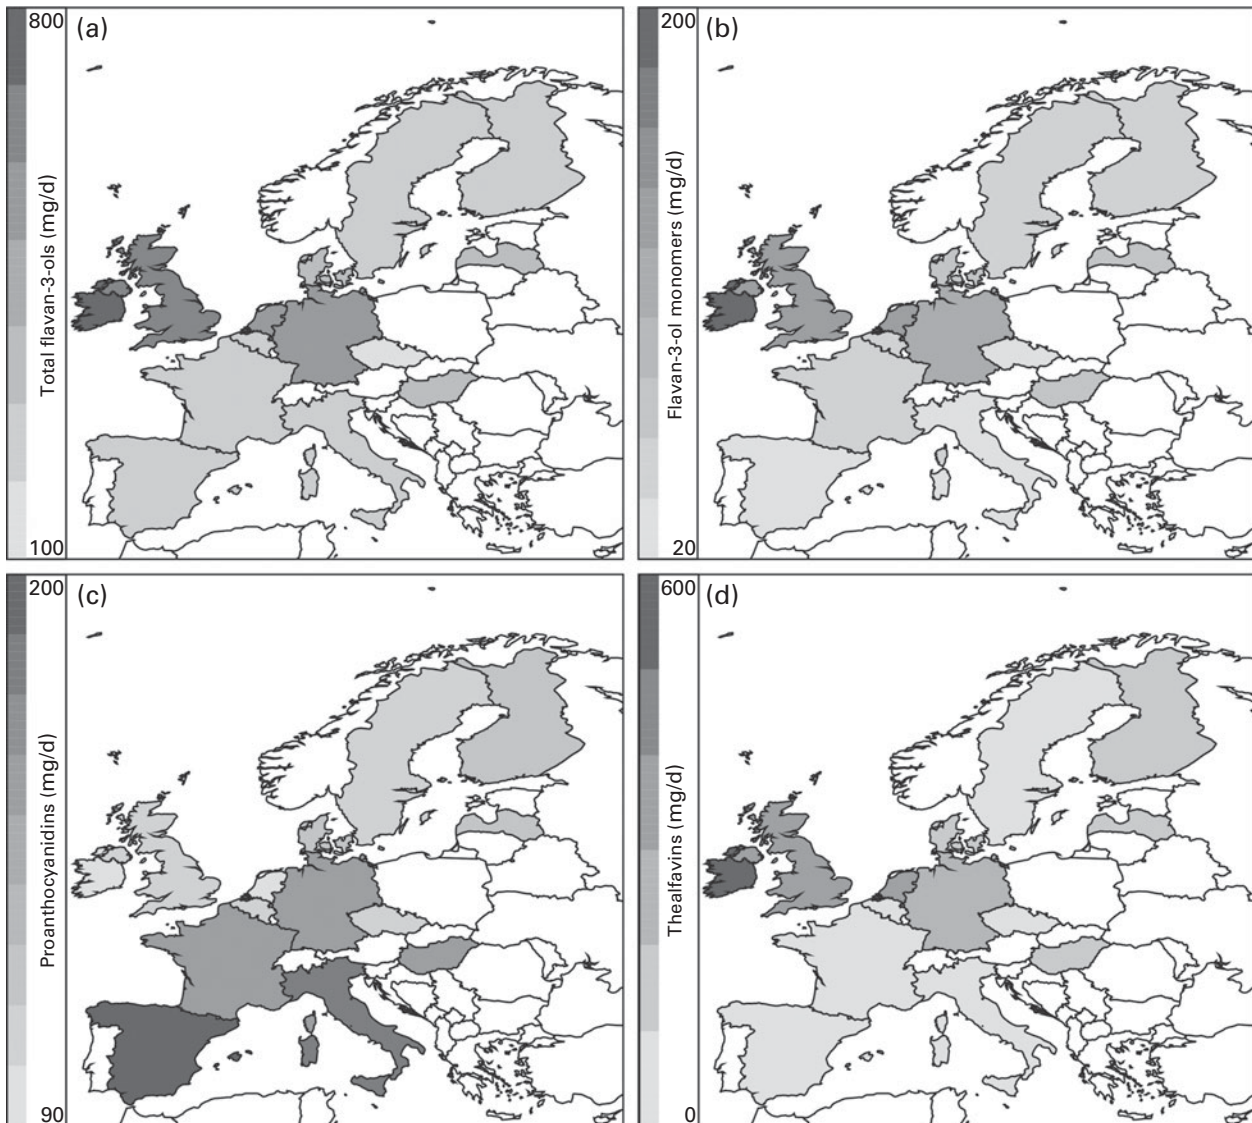 800
(a)
Total flavan-3-ols (mg/d)
100
200
(b)
Flavan-3-ol monomers (mg/d)
20
200
(c)
Proanthocyanidins (mg/d)
90
600
(d)
Thealfavins (mg/d)
0